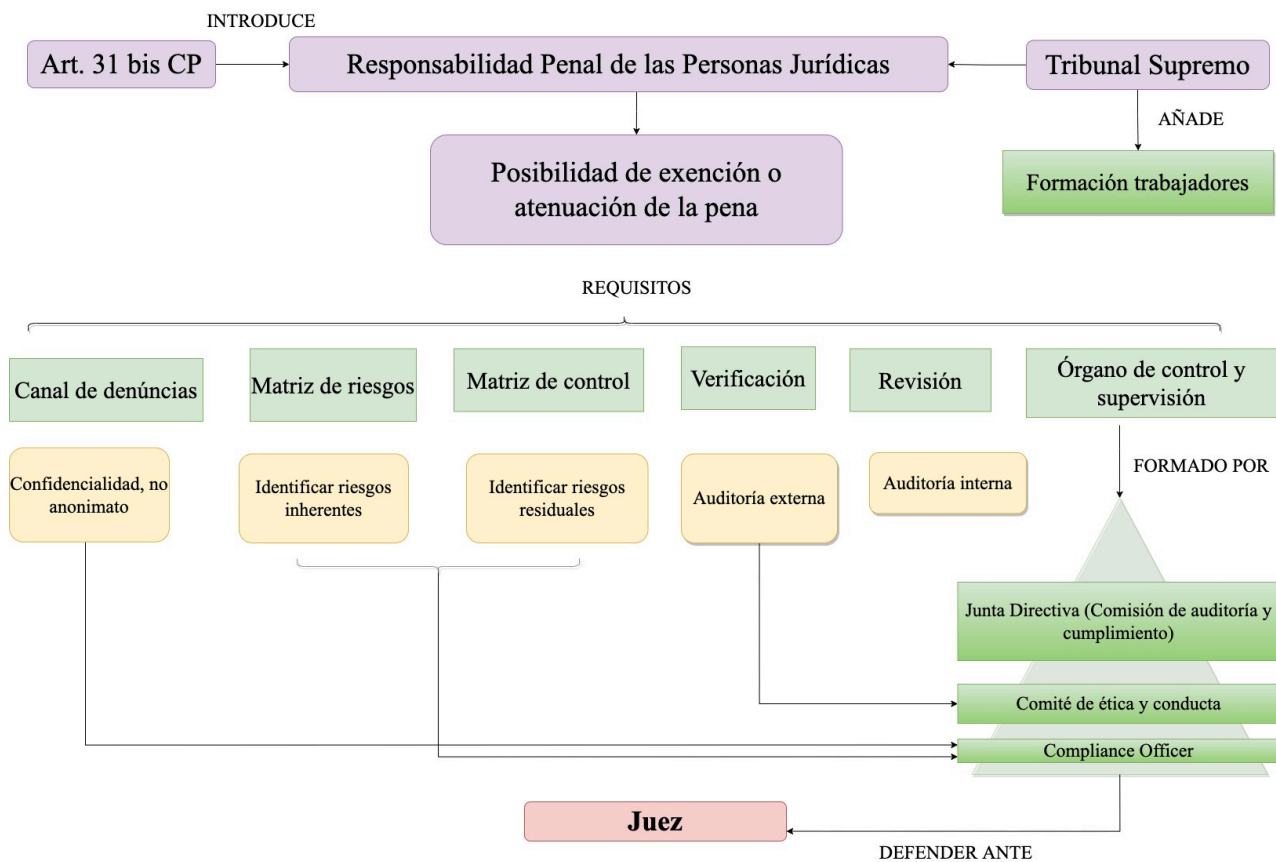 INTRODUCE
Art. 31 bis CP
Responsabilidad Penal de las Personas Jurídicas
Tribunal Supremo
AÑADE
Posibilidad de exención o
atenuación de la pena
Formación trabajadores
REQUISITOS
Canal de denúncias
Matriz de riesgos
Matriz de control
Verificación
Revisión
Órgano de control y
supervisión
Confidencialidad, no
anonimato
Identificar riesgos
inherentes
Identificar riesgos
residuales
Auditoría externa
Auditoría interna
FORMADO POR
Junta Directiva (Comisión de auditoría y
cumplimiento)
Comité de ética y conducta
Compliance Officer
Juez
DEFENDER ANTE